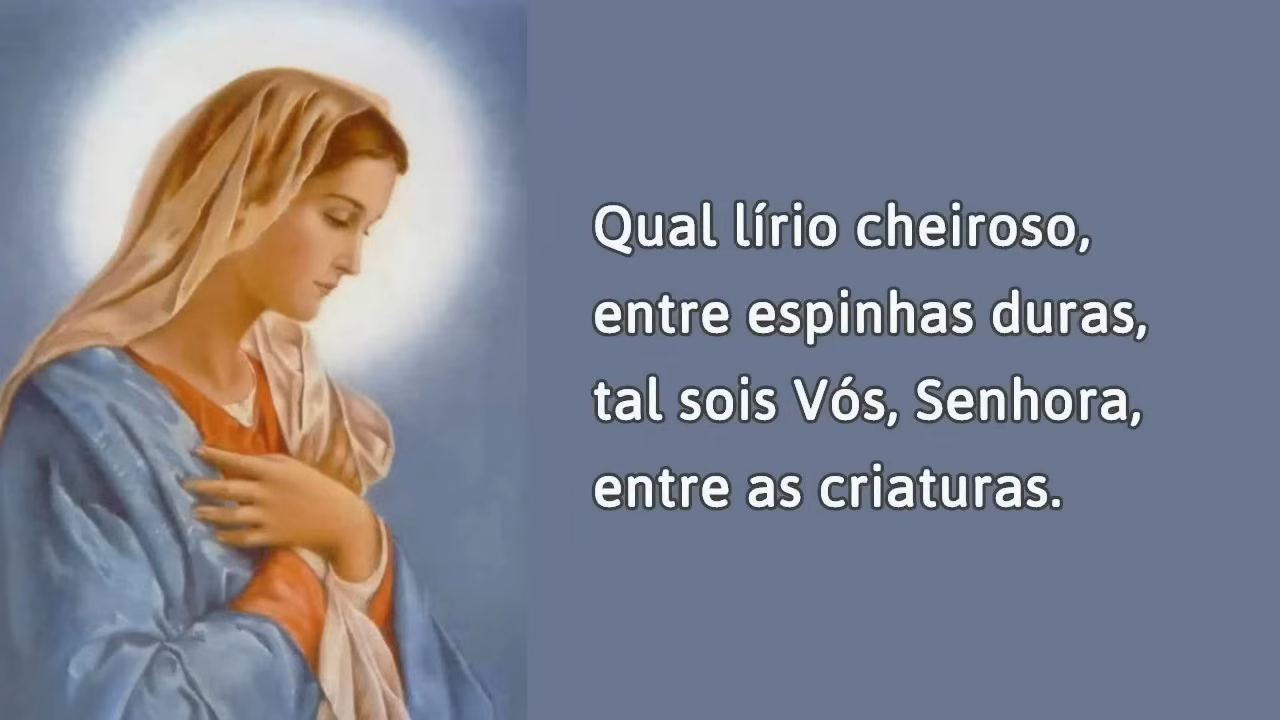 Qual lírio cheiroso,
entre espinhas duras,
tal sois Vós, Senhora,
entre as criaturas.